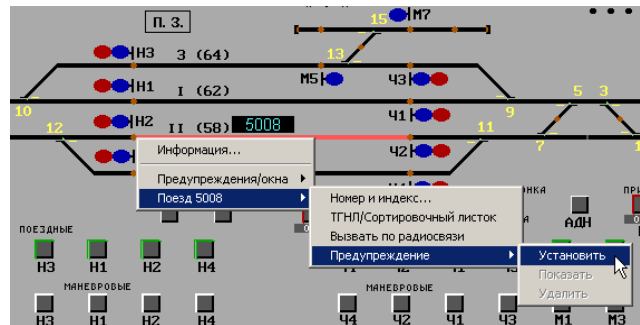 П. 3.
М7
15
Н3
3 (64)
13
М5
Ч3
Н1
I (62)
10
Ч1
9
5 3
Н2
II (58)
5008
12
11
7
Ч2
Информация...
Предупреждения/окна
Поезд 5008
Номер и индекс...
ТГНЛ/Сортировочный листок
Вызвать по радиосвязи
Предупреждение
Установить
Показать
Удалить
АДН
ПОЕЗДНЫЕ
Н3 Н1 Н2 Н4
МАНЕВРОВЫЕ
МАНЕВРОВЫЕ
Н3 Н1 Н2 Н4 Ч4 Ч2 Ч1 Ч3 М1 М3